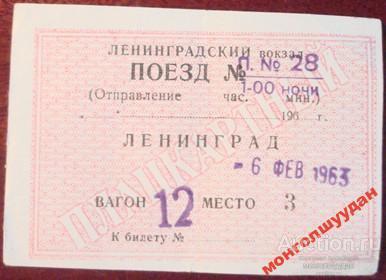 ЛЕНИНГРАДСКИЙ вокзал
ПОЕЗД № П. № 28
1-00 НОЧИ
(Отправление час. мин.)
196 г.
ПЛАЦКАРТНЫЙ
ЛЕНИНГРАД
- 6 ФЕВ 1963
ВАГОН 12 МЕСТО 3
К билету №
монголшуудан